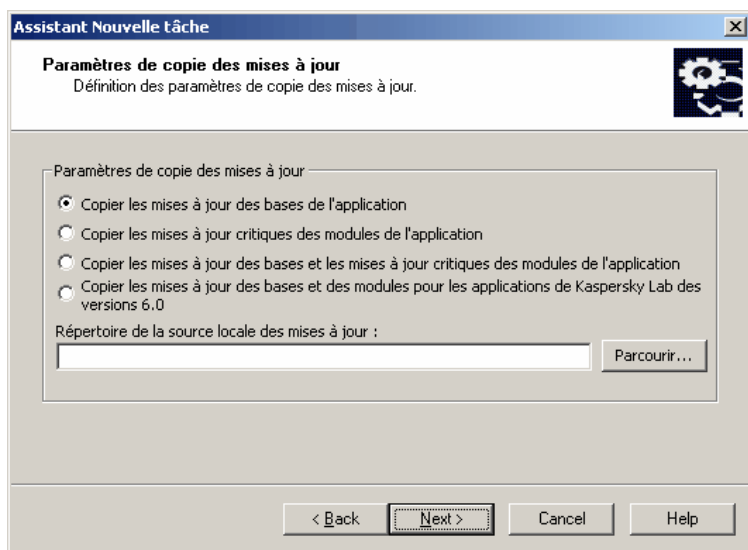 Assistant Nouvelle tâche
Paramètres de copie des mises à jour
Définition des paramètres de copie des mises à jour.
Paramètres de copie des mises à jour
Copier les mises à jour des bases de l'application
Copier les mises à jour critiques des modules de l'application
Copier les mises à jour des bases et les mises à jour critiques des modules de l'application
Copier les mises à jour des bases et des modules pour les applications de Kaspersky Lab des
versions 6.0
Répertoire de la source locale des mises à jour :
Parcourir...
< Back Next > Cancel Help